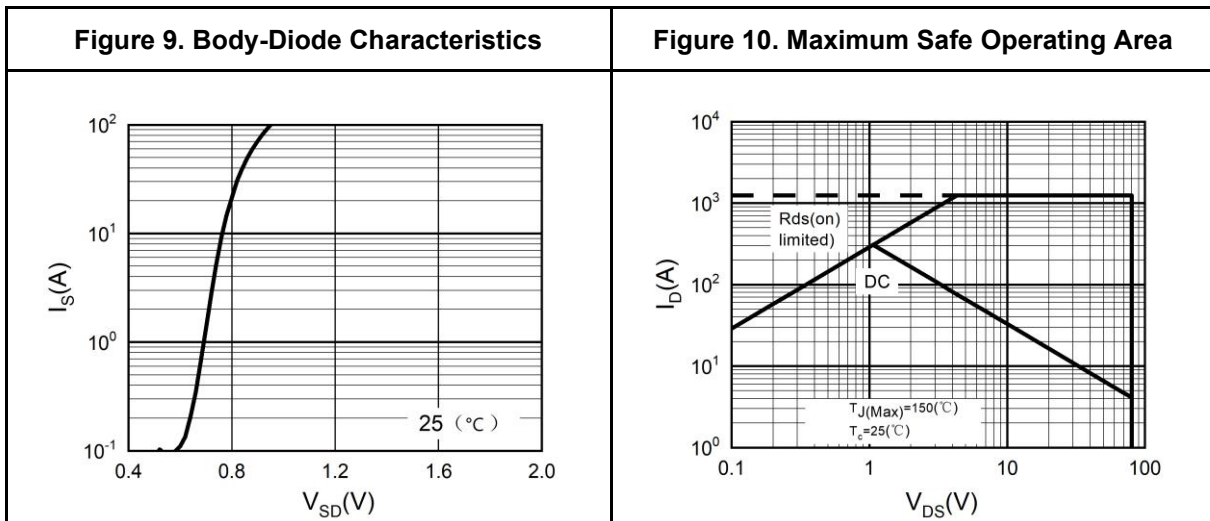 Figure 9. Body-Diode Characteristics
Figure 10. Maximum Safe Operating Area
10²
10¹
10⁰
10⁻¹
I_S(A)
25（°C）
0.4 0.8 1.2 1.6 2.0
V_SD(V)
10⁴
10³
10²
10¹
10⁰
I_D(A)
Rds(on)
limited)
DC
T_J(Max)=150(℃)
T_c=25(℃)
0.1 1 10 100
V_DS(V)